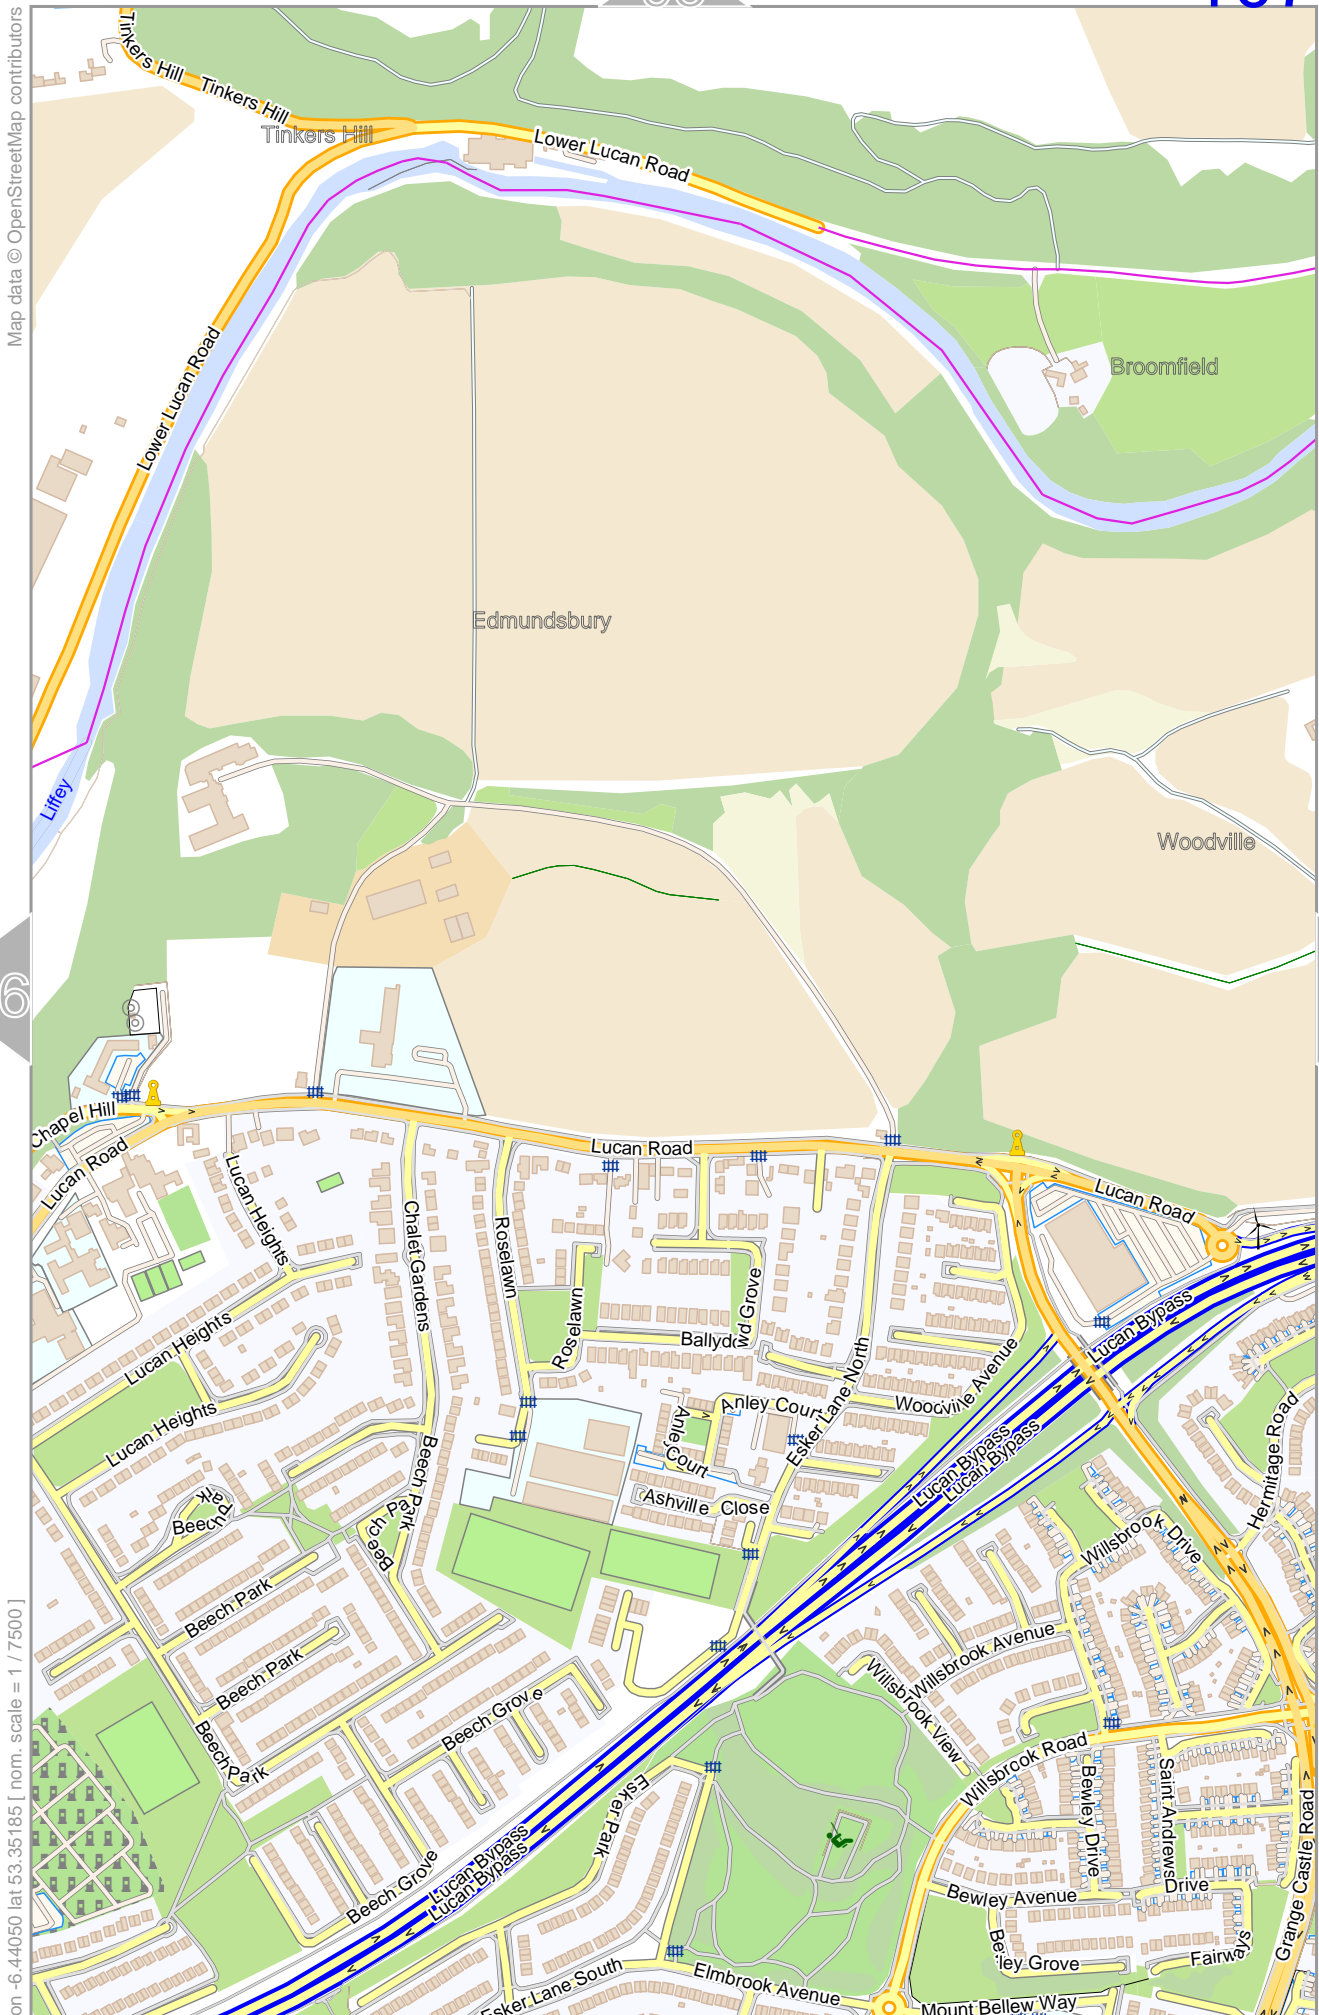 Map data © OpenStreetMap contributors
Tinkers Hill
Tinkers Hill
Tinkers Hill
Lower Lucan Road
Lower Lucan Road
Broomfield
Edmundsbury
Liffey
Woodville
6
Chapel Hill
Lucan Road
Lucan Road
Lucan Road
Lucan Heights
Chalet Gardens
Roselawn
Roselawn
Lucan Heights
Lucan Heights
Ballydowd Grove
Esker Lane North
Woodville Avenue
Anley Court
Anley Court
Ashville Close
Lucan Bypass
Lucan Bypass
Lucan Bypass
Hermitage Road
Beech Park
Beech Park
Beech Park
Beech Park
Beech Park
Beech Park
Beech Grove
Beech Grove
Willsbrook Drive
Willsbrook Avenue
Willsbrook View
Willsbrook Road
Bewley Drive
Saint Andrews Drive
Grange Castle Road
Bewley Avenue
Bewley Grove
Fairways
Esker Park
Lucan Bypass
Lucan Bypass
Esker Lane South
Elmbrook Avenue
Mount Bellew Way
on -6.44050 lat 53.35185 [ nom. scale = 1 / 7500 ]